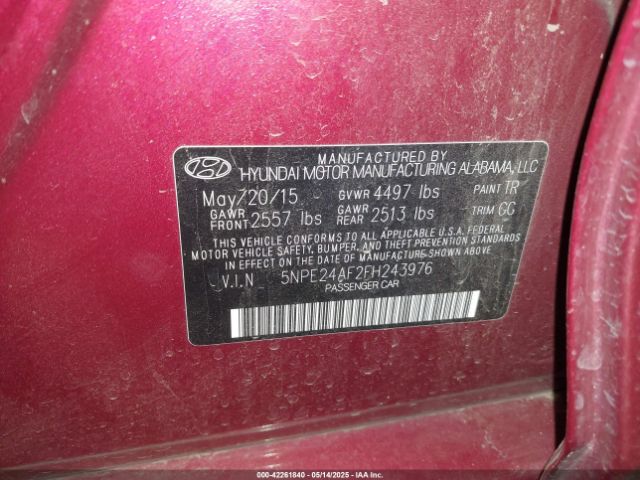 MANUFACTURED BY
HYUNDAI MOTOR MANUFACTURING ALABAMA, LLC
May/20/15 GVWR 4497 lbs PAINT TR
GAWR FRONT 2557 lbs GAWR REAR 2513 lbs TRIM GG
THIS VEHICLE CONFORMS TO ALL APPLICABLE U.S.A. FEDERAL
MOTOR VEHICLE SAFETY, BUMPER, AND THEFT PREVENTION STANDARDS
IN EFFECT ON THE DATE OF MANUFACTURE SHOWN ABOVE.
V.I.N 5NPE24AF2FH243976
PASSENGER CAR
000-42261840 05/14/2025 IAAI.COM